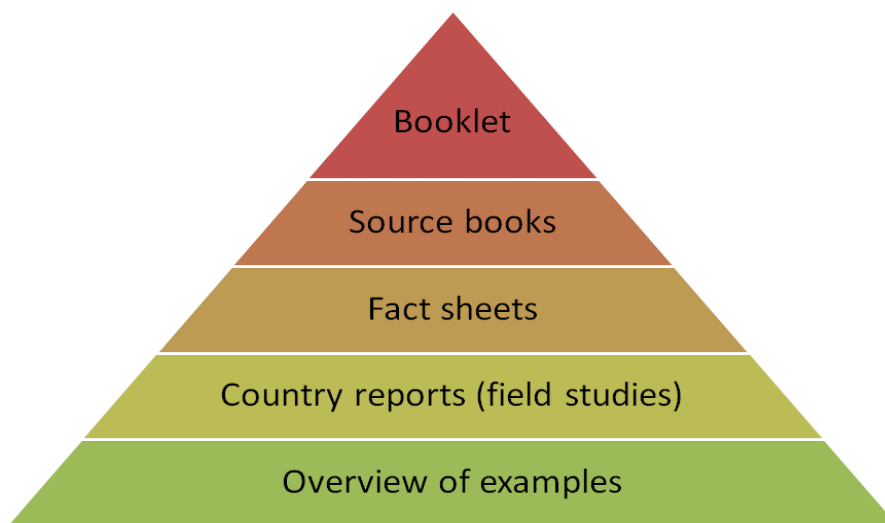 Booklet
Source books
Fact sheets
Country reports (field studies)
Overview of examples